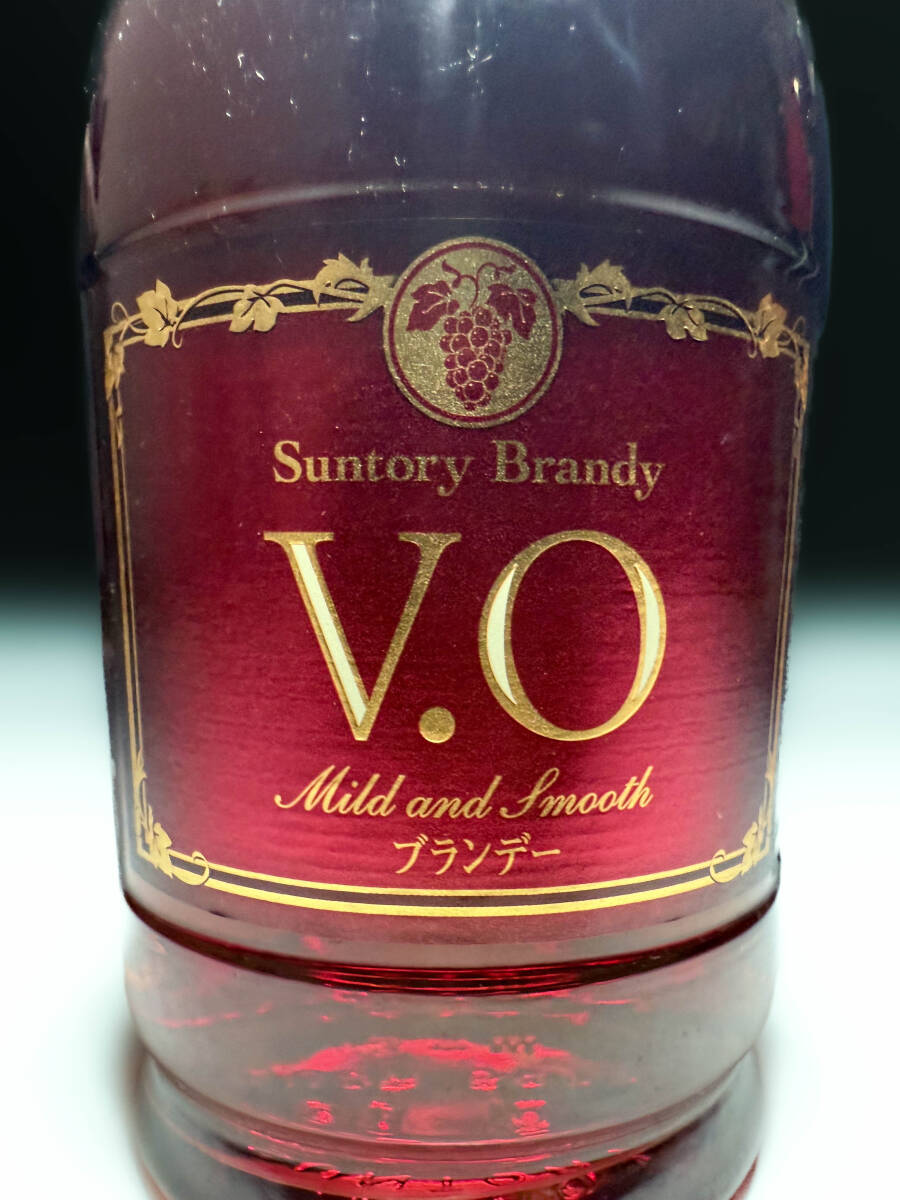 Suntory Brandy
V.O
Mild and Smooth
ブランデー